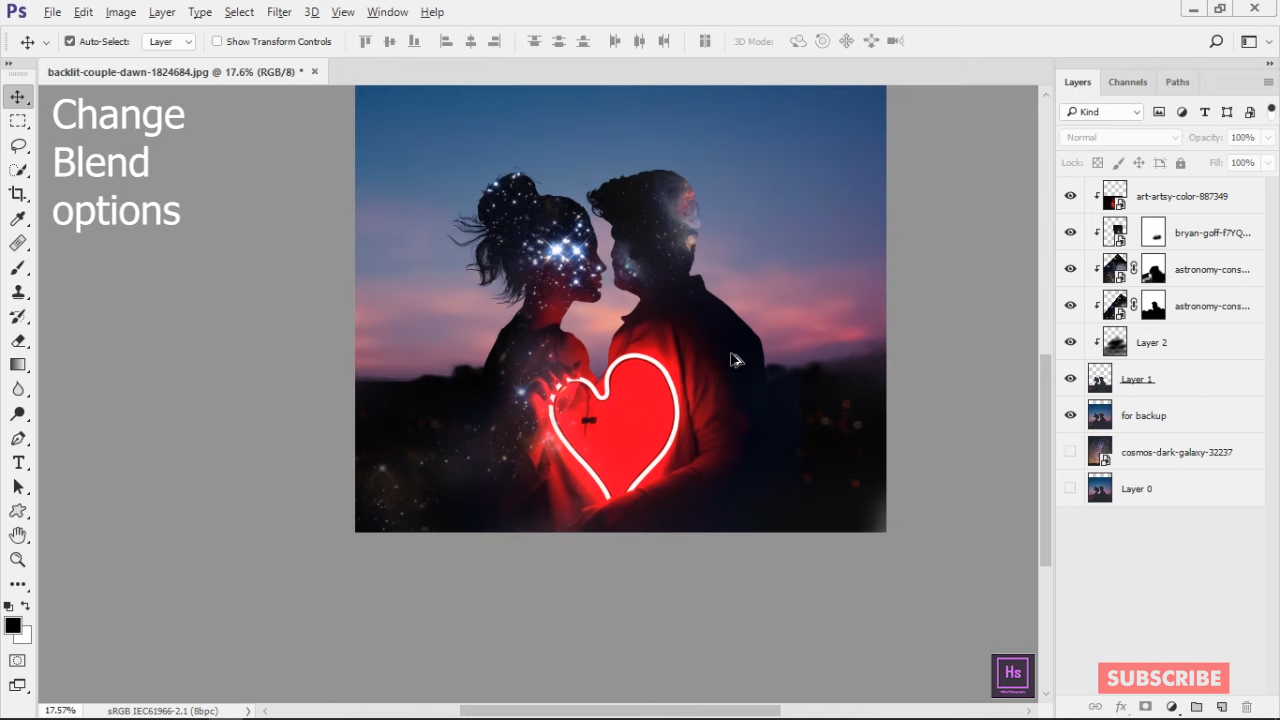 Ps File Edit Image Layer Type Select Filter 3D View Window Help
Auto-Select: Layer Show Transform Controls 3D Mode:
backlit-couple-dawn-1824684.jpg @ 17.6% (RGB/8) *
Change
Blend
options
Layers Channels Paths
Kind
Normal Opacity: 100%
Lock: Fill: 100%
art-artsy-color-887349
bryan-goff-f7YQ...
astronomy-cons...
astronomy-cons...
Layer 2
Layer 1
for backup
cosmos-dark-galaxy-32237
Layer 0
Hs
SUBSCRIBE
fx
17.57% sRGB IEC61966-2.1 (8bpc)